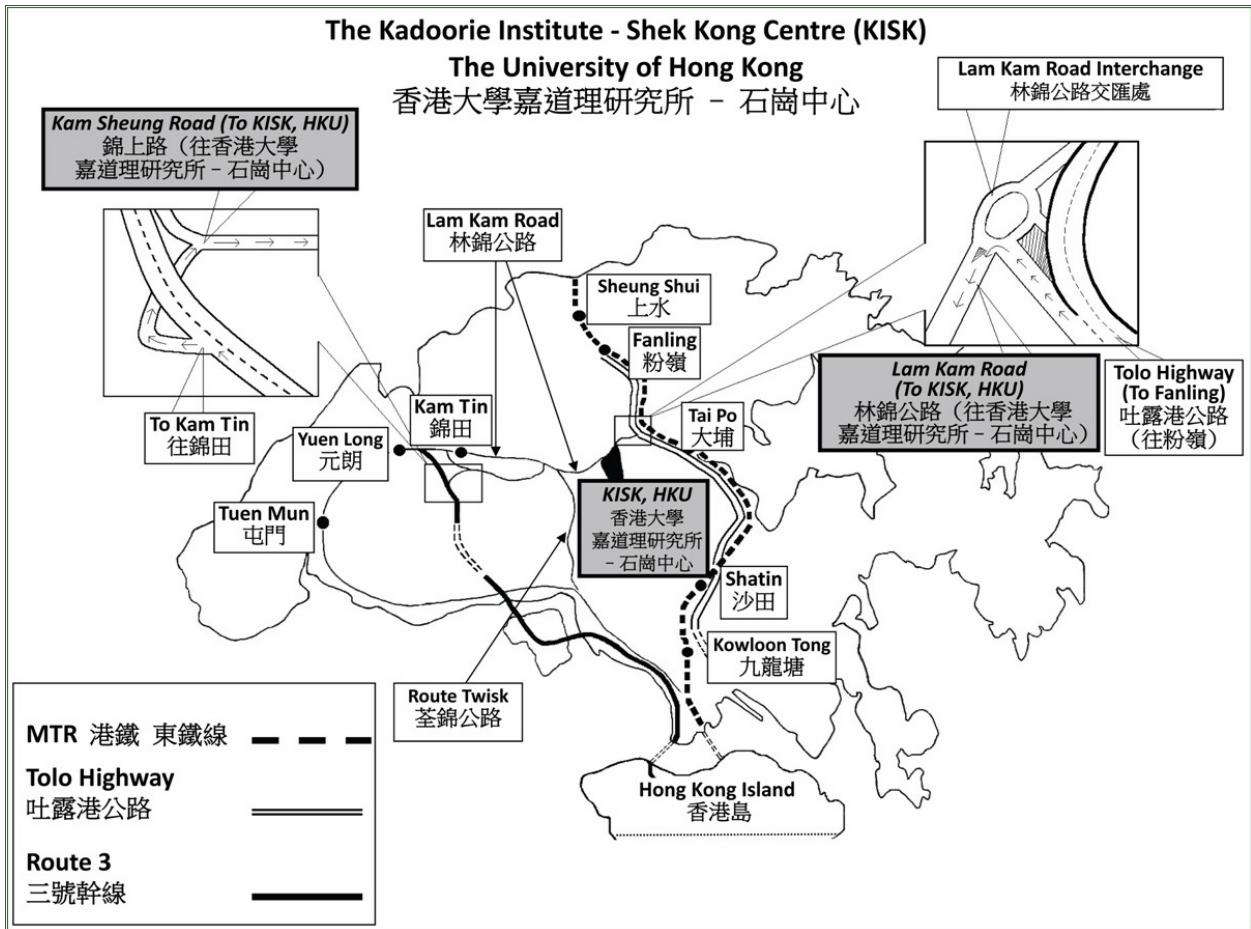 The Kadoorie Institute - Shek Kong Centre (KISK)
The University of Hong Kong
香港大學嘉道理研究所 – 石崗中心
Lam Kam Road Interchange
林錦公路交匯處
Kam Sheung Road (To KISK, HKU)
錦上路（往香港大學
嘉道理研究所 – 石崗中心）
Lam Kam Road
林錦公路
Sheung Shui
上水
Fanling
粉嶺
Lam Kam Road
(To KISK, HKU)
林錦公路（往香港大學
嘉道理研究所 – 石崗中心）
Tolo Highway
(To Fanling)
吐露港公路
（往粉嶺）
To Kam Tin
往錦田
Kam Tin
錦田
Yuen Long
元朗
Tai Po
大埔
Tuen Mun
屯門
KISK, HKU
香港大學
嘉道理研究所
– 石崗中心
Shatin
沙田
Kowloon Tong
九龍塘
Route Twisk
荃錦公路
Hong Kong Island
香港島
MTR 港鐵 東鐵線
Tolo Highway
吐露港公路
Route 3
三號幹線